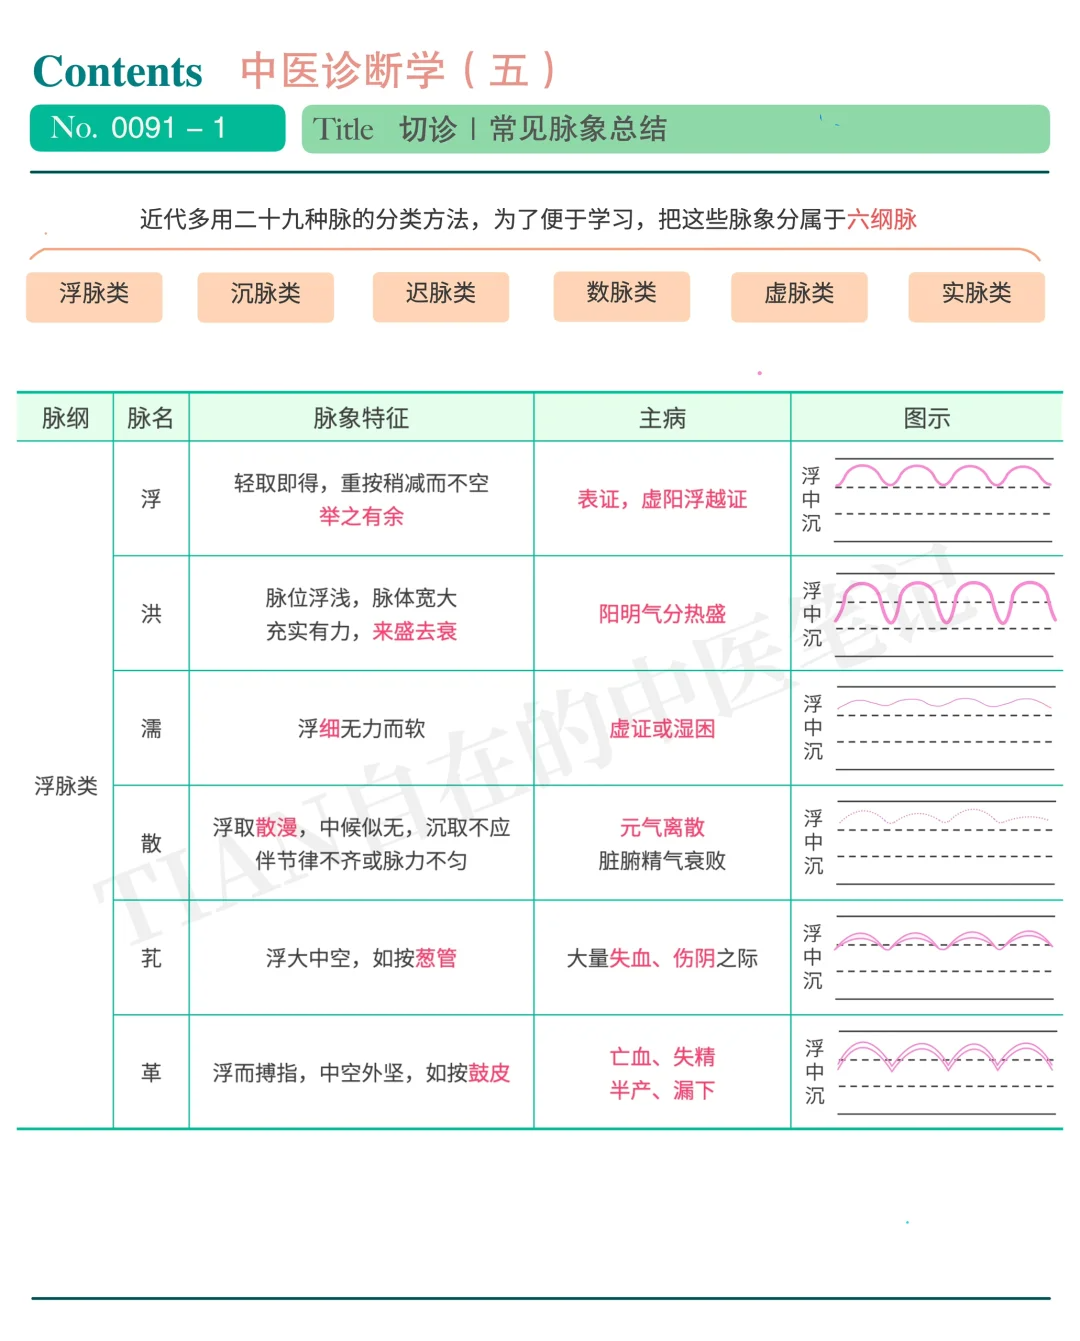 Contents 中医诊断学（五）
No. 0091 – 1
Title 切诊 | 常见脉象总结
近代多用二十九种脉的分类方法，为了便于学习，把这些脉象分属于六纲脉
浮脉类 沉脉类 迟脉类 数脉类 虚脉类 实脉类
脉纲 脉名 脉象特征 主病 图示
浮脉类
浮
轻取即得，重按稍减而不空
举之有余
表证，虚阳浮越证
浮
中
沉
洪
脉位浮浅，脉体宽大
充实有力，来盛去衰
阳明气分热盛
浮
中
沉
濡
浮细无力而软
虚证或湿困
浮
中
沉
散
浮取散漫，中候似无，沉取不应
伴节律不齐或脉力不匀
元气离散
脏腑精气衰败
浮
中
沉
芤
浮大中空，如按葱管
大量失血、伤阴之际
浮
中
沉
革
浮而搏指，中空外坚，如按鼓皮
亡血、失精
半产、漏下
浮
中
沉
TIAN自在的中医笔记